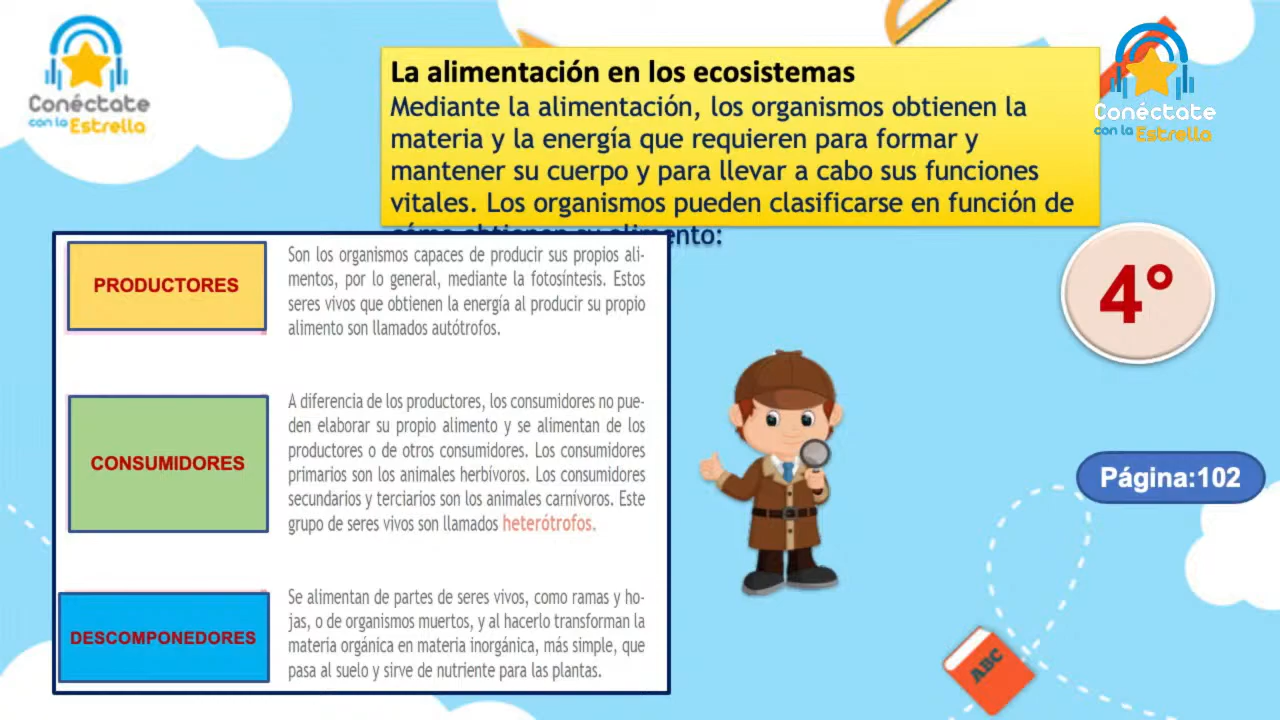 Conéctate
con la Estrella
La alimentación en los ecosistemas
Mediante la alimentación, los organismos obtienen la
materia y la energía que requieren para formar y
mantener su cuerpo y para llevar a cabo sus funciones
vitales. Los organismos pueden clasificarse en función de
cómo obtienen su alimento:
Conéctate
con la Estrella
PRODUCTORES
Son los organismos capaces de producir sus propios ali-
mentos, por lo general, mediante la fotosíntesis. Estos
seres vivos que obtienen la energía al producir su propio
alimento son llamados autótrofos.
4°
CONSUMIDORES
A diferencia de los productores, los consumidores no pue-
den elaborar su propio alimento y se alimentan de los
productores o de otros consumidores. Los consumidores
primarios son los animales herbívoros. Los consumidores
secundarios y terciarios son los animales carnívoros. Este
grupo de seres vivos son llamados heterótrofos.
Página:102
DESCOMPONEDORES
Se alimentan de partes de seres vivos, como ramas y ho-
jas, o de organismos muertos, y al hacerlo transforman la
materia orgánica en materia inorgánica, más simple, que
pasa al suelo y sirve de nutriente para las plantas.
ABC